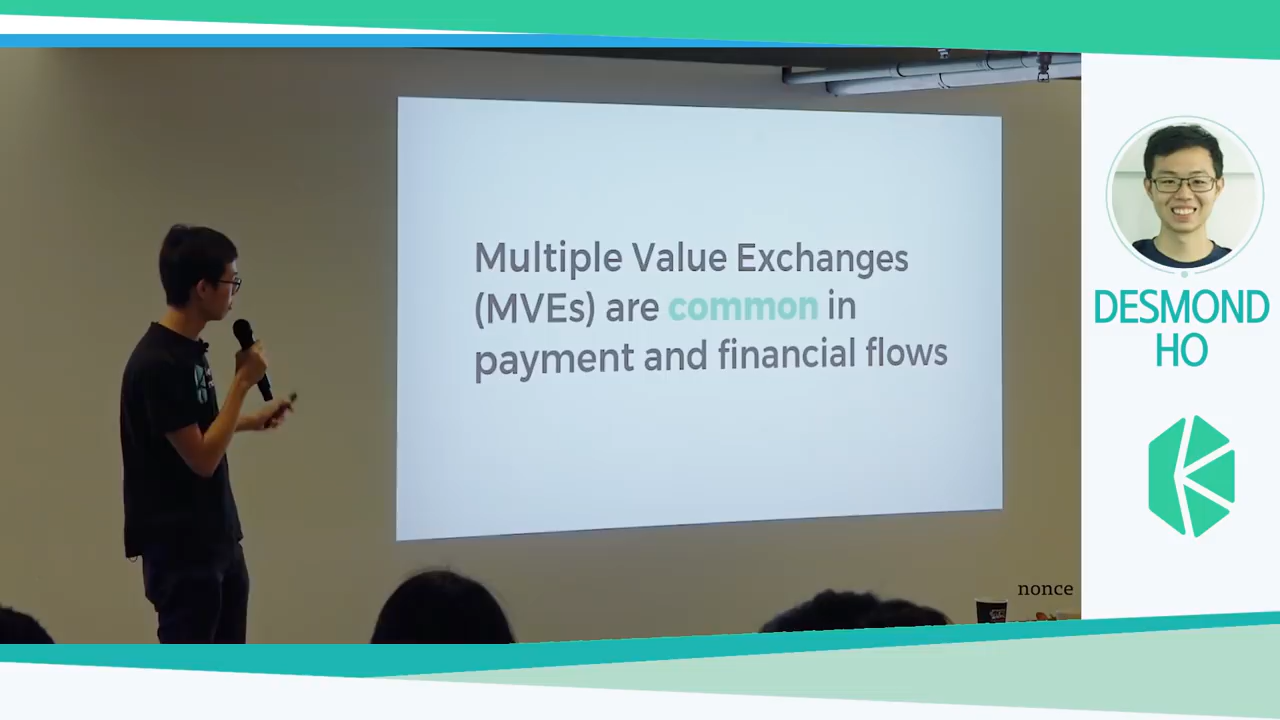 Multiple Value Exchanges
(MVEs) are common in
payment and financial flows
DESMOND
HO
nonce